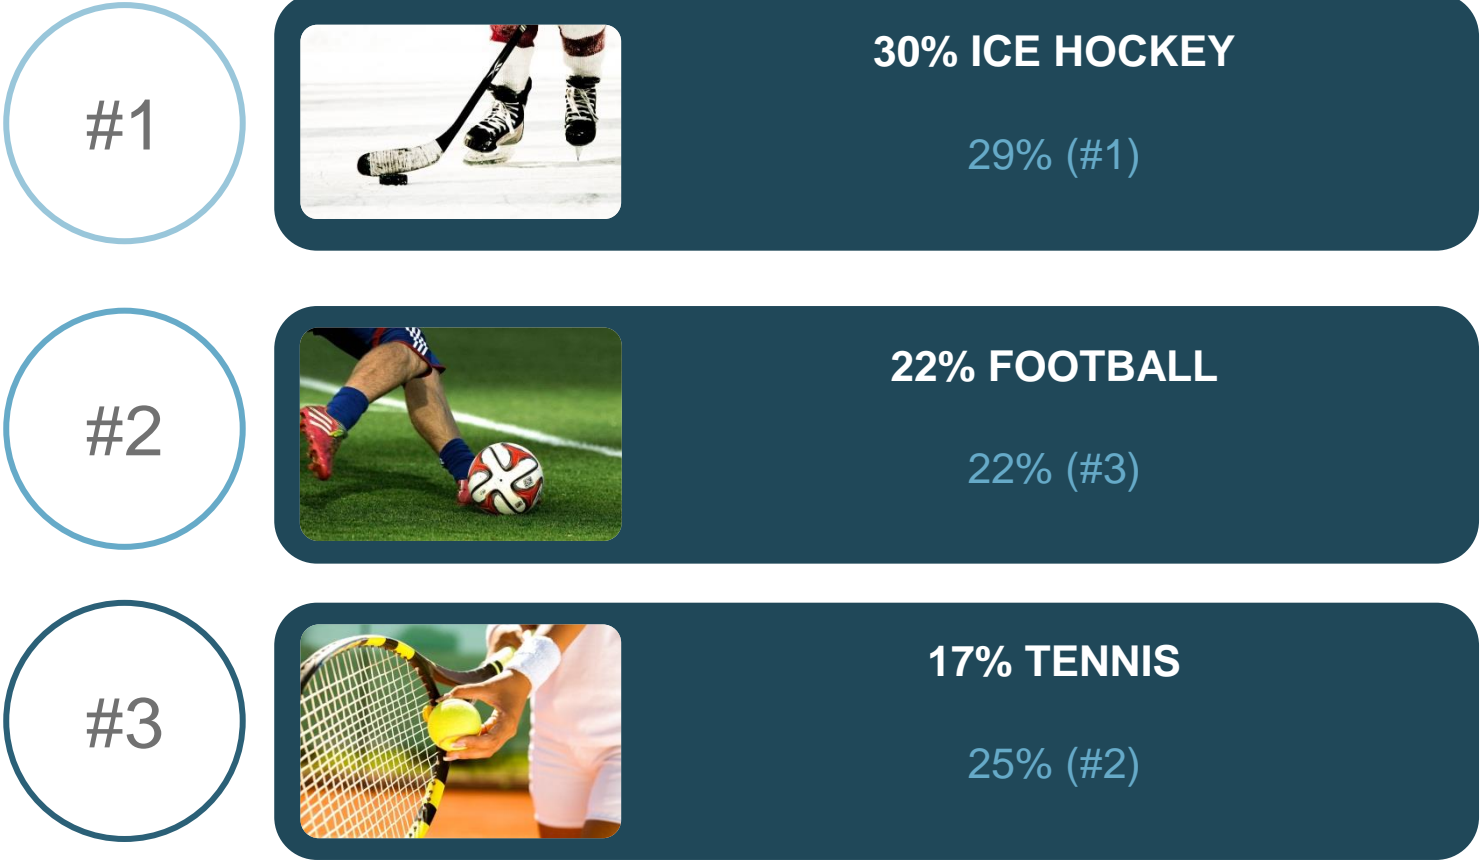 #1
30% ICE HOCKEY
29% (#1)
#2
22% FOOTBALL
22% (#3)
#3
17% TENNIS
25% (#2)